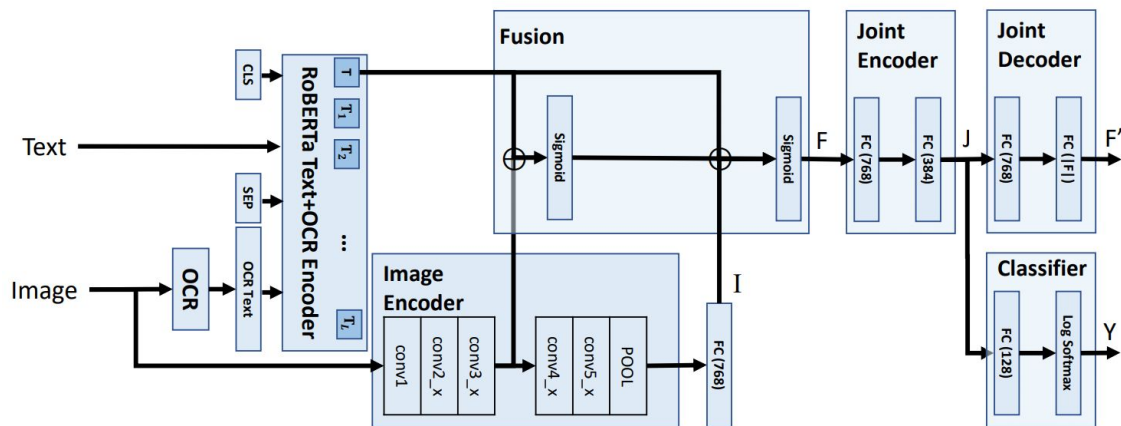 Text
Image
OCR
CLS
SEP
OCR Text
RoBERTa Text+OCR Encoder
T
T1
T2
...
TL
Image
Encoder
conv1
conv2_x
conv3_x
conv4_x
conv5_x
POOL
FC (768)
I
Fusion
Sigmoid
Sigmoid
F
Joint
Encoder
FC (768)
FC (384)
J
Joint
Decoder
FC (768)
FC (|F|)
F'
Classifier
FC (128)
Log Softmax
Y